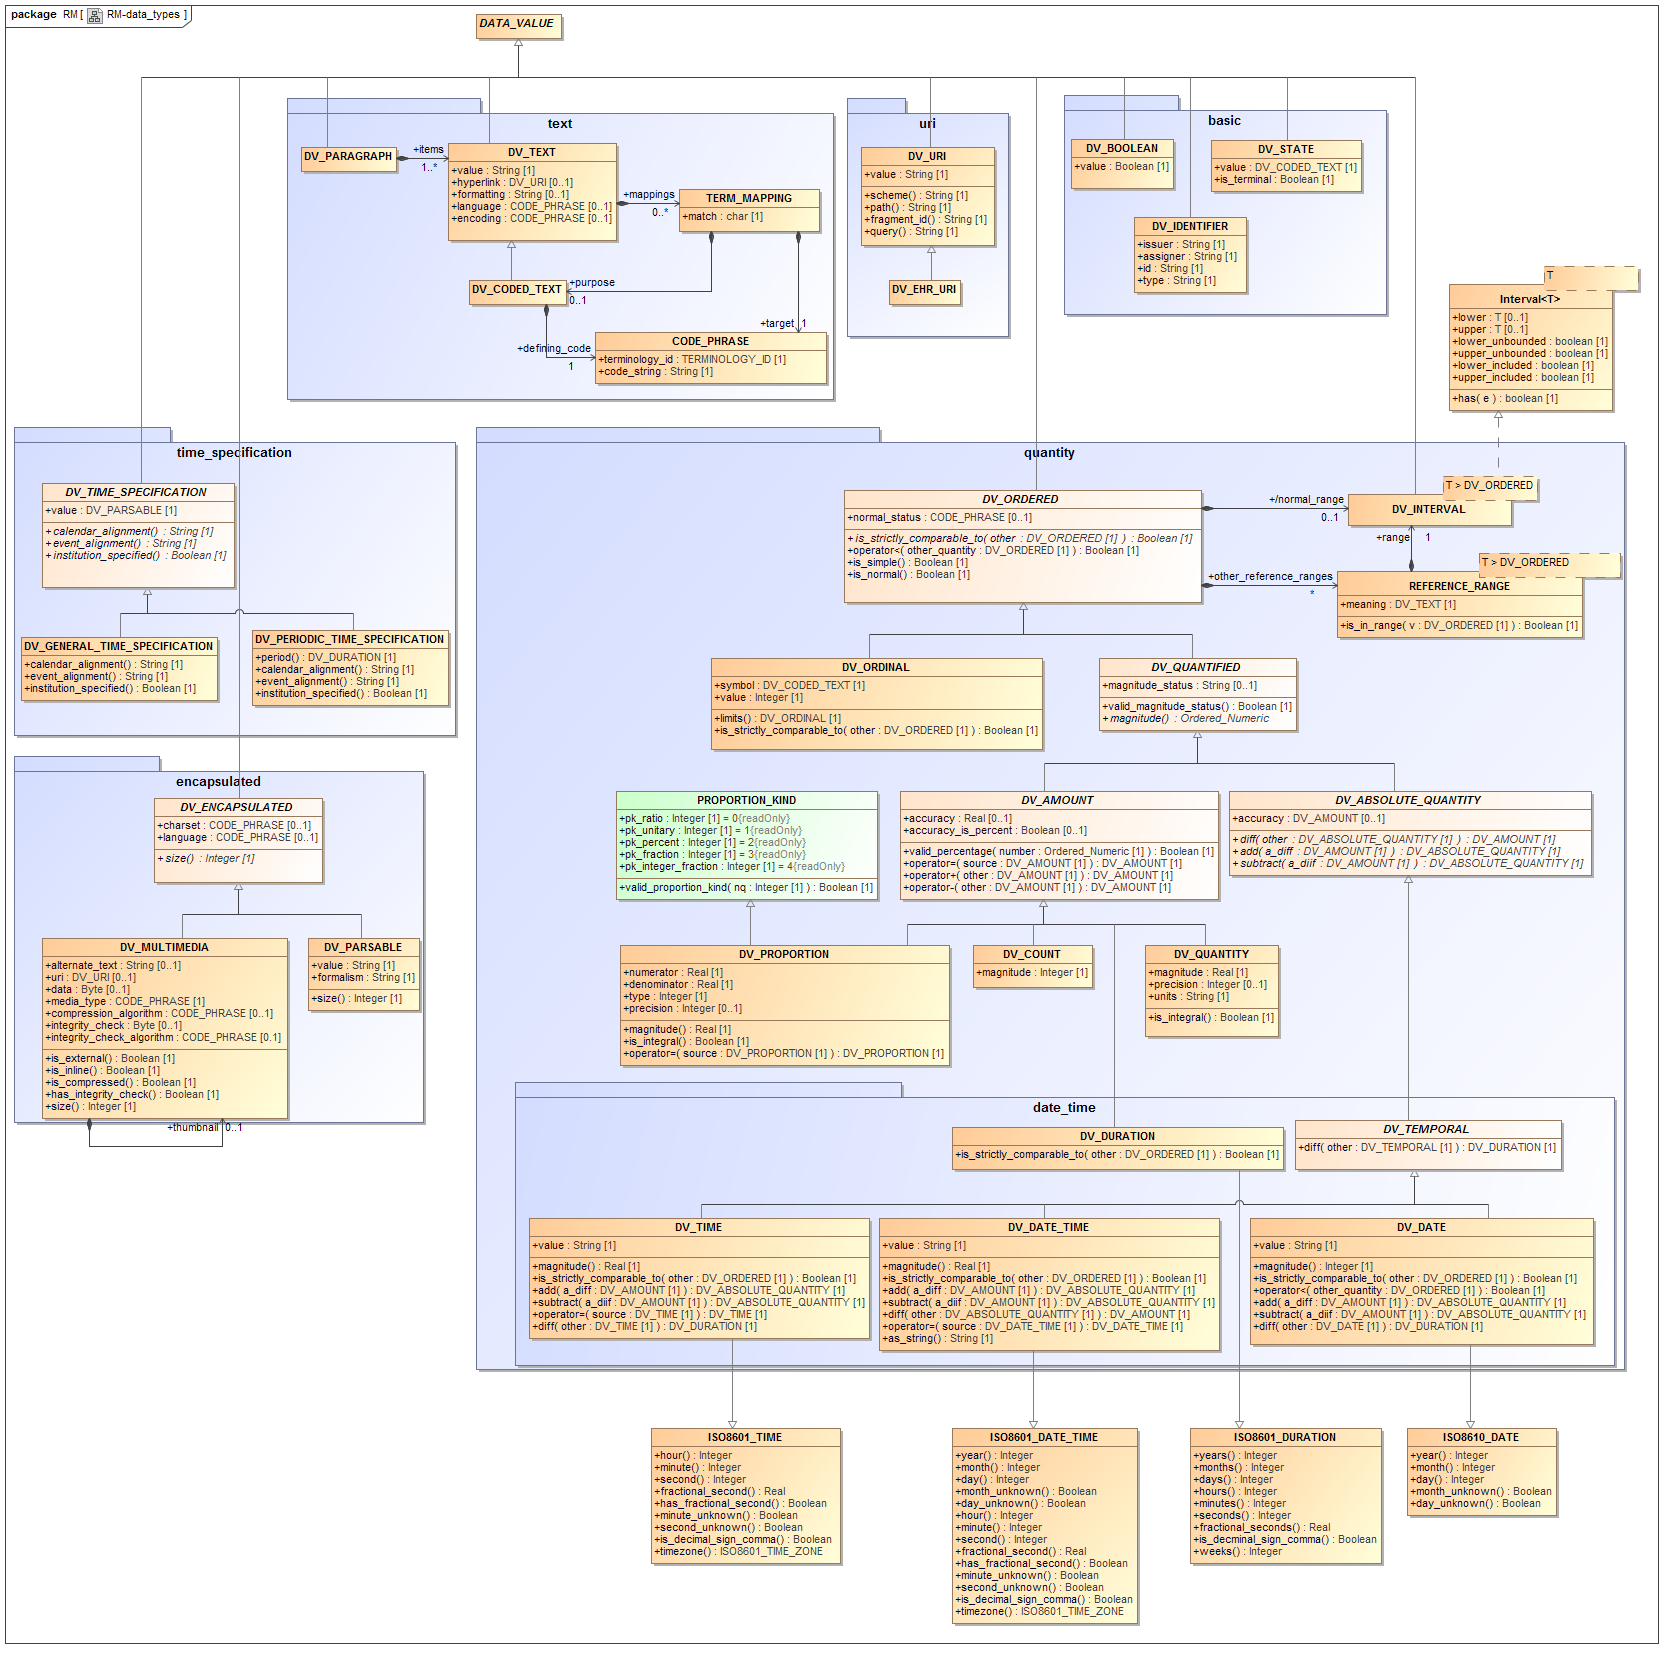 package RM [ RM-data_types ]
DATA_VALUE
text
DV_PARAGRAPH
+items
1..*
DV_TEXT
+value : String [1]
+hyperlink : DV_URI [0..1]
+formatting : String [0..1]
+language : CODE_PHRASE [0..1]
+encoding : CODE_PHRASE [0..1]
+mappings
0..*
TERM_MAPPING
+match : char [1]
DV_CODED_TEXT
+purpose
0..1
+target
1
+defining_code
1
CODE_PHRASE
+terminology_id : TERMINOLOGY_ID [1]
+code_string : String [1]
uri
DV_URI
+value : String [1]
+scheme() : String [1]
+path() : String [1]
+fragment_id() : String [1]
+query() : String [1]
DV_EHR_URI
basic
DV_BOOLEAN
+value : Boolean [1]
DV_STATE
+value : DV_CODED_TEXT [1]
+is_terminal : Boolean [1]
DV_IDENTIFIER
+issuer : String [1]
+assigner : String [1]
+id : String [1]
+type : String [1]
T
Interval<T>
+lower : T [0..1]
+upper : T [0..1]
+lower_unbounded : boolean [1]
+upper_unbounded : boolean [1]
+lower_included : boolean [1]
+upper_included : boolean [1]
+has( e ) : boolean [1]
time_specification
DV_TIME_SPECIFICATION
+value : DV_PARSABLE [1]
+calendar_alignment() : String [1]
+event_alignment() : String [1]
+institution_specified() : Boolean [1]
DV_GENERAL_TIME_SPECIFICATION
+calendar_alignment() : String [1]
+event_alignment() : String [1]
+institution_specified() : Boolean [1]
DV_PERIODIC_TIME_SPECIFICATION
+period() : DV_DURATION [1]
+calendar_alignment() : String [1]
+event_alignment() : String [1]
+institution_specified() : Boolean [1]
quantity
DV_ORDERED
+normal_status : CODE_PHRASE [0..1]
+is_strictly_comparable_to( other : DV_ORDERED [1] ) : Boolean [1]
+operator<( other_quantity : DV_ORDERED [1] ) : Boolean [1]
+is_simple() : Boolean [1]
+is_normal() : Boolean [1]
+/normal_range
0..1
T > DV_ORDERED
DV_INTERVAL
+range
1
+other_reference_ranges
*
T > DV_ORDERED
REFERENCE_RANGE
+meaning : DV_TEXT [1]
+is_in_range( v : DV_ORDERED [1] ) : Boolean [1]
DV_ORDINAL
+symbol : DV_CODED_TEXT [1]
+value : Integer [1]
+limits() : DV_ORDINAL [1]
+is_strictly_comparable_to( other : DV_ORDERED [1] ) : Boolean [1]
DV_QUANTIFIED
+magnitude_status : String [0..1]
+valid_magnitude_status() : Boolean [1]
+magnitude() : Ordered_Numeric
encapsulated
DV_ENCAPSULATED
+charset : CODE_PHRASE [0..1]
+language : CODE_PHRASE [0..1]
+size() : Integer [1]
DV_MULTIMEDIA
+alternate_text : String [0..1]
+uri : DV_URI [0..1]
+data : Byte [0..1]
+media_type : CODE_PHRASE [1]
+compression_algorithm : CODE_PHRASE [0..1]
+integrity_check : Byte [0..1]
+integrity_check_algorithm : CODE_PHRASE [0.1]
+is_external() : Boolean [1]
+is_inline() : Boolean [1]
+is_compressed() : Boolean [1]
+has_integrity_check() : Boolean [1]
+size() : Integer [1]
+thumbnail 0..1
DV_PARSABLE
+value : String [1]
+formalism : String [1]
+size() : Integer [1]
PROPORTION_KIND
+pk_ratio : Integer [1] = 0{readOnly}
+pk_unitary : Integer [1] = 1{readOnly}
+pk_percent : Integer [1] = 2{readOnly}
+pk_fraction : Integer [1] = 3{readOnly}
+pk_integer_fraction : Integer [1] = 4{readOnly}
+valid_proportion_kind( nq : Integer [1] ) : Boolean [1]
DV_AMOUNT
+accuracy : Real [0..1]
+accuracy_is_percent : Boolean [0..1]
+valid_percentage( number : Ordered_Numeric [1] ) : Boolean [1]
+operator=( source : DV_AMOUNT [1] ) : DV_AMOUNT [1]
+operator+( other : DV_AMOUNT [1] ) : DV_AMOUNT [1]
+operator-( other : DV_AMOUNT [1] ) : DV_AMOUNT [1]
DV_ABSOLUTE_QUANTITY
+accuracy : DV_AMOUNT [0..1]
+diff( other : DV_ABSOLUTE_QUANTITY [1] ) : DV_AMOUNT [1]
+add( a_diff : DV_AMOUNT [1] ) : DV_ABSOLUTE_QUANTITY [1]
+subtract( a_diif : DV_AMOUNT [1] ) : DV_ABSOLUTE_QUANTITY [1]
DV_PROPORTION
+numerator : Real [1]
+denominator : Real [1]
+type : Integer [1]
+precision : Integer [0..1]
+magnitude() : Real [1]
+is_integral() : Boolean [1]
+operator=( source : DV_PROPORTION [1] ) : DV_PROPORTION [1]
DV_COUNT
+magnitude : Integer [1]
DV_QUANTITY
+magnitude : Real [1]
+precision : Integer [0..1]
+units : String [1]
+is_integral() : Boolean [1]
date_time
DV_DURATION
+is_strictly_comparable_to( other : DV_ORDERED [1] ) : Boolean [1]
DV_TEMPORAL
+diff( other : DV_TEMPORAL [1] ) : DV_DURATION [1]
DV_TIME
+value : String [1]
+magnitude() : Real [1]
+is_strictly_comparable_to( other : DV_ORDERED [1] ) : Boolean [1]
+add( a_diff : DV_AMOUNT [1] ) : DV_ABSOLUTE_QUANTITY [1]
+subtract( a_diif : DV_AMOUNT [1] ) : DV_ABSOLUTE_QUANTITY [1]
+operator=( source : DV_TIME [1] ) : DV_TIME [1]
+diff( other : DV_TIME [1] ) : DV_DURATION [1]
DV_DATE_TIME
+value : String [1]
+magnitude() : Real [1]
+is_strictly_comparable_to( other : DV_ORDERED [1] ) : Boolean [1]
+add( a_diff : DV_AMOUNT [1] ) : DV_ABSOLUTE_QUANTITY [1]
+subtract( a_diif : DV_AMOUNT [1] ) : DV_ABSOLUTE_QUANTITY [1]
+diff( other : DV_ABSOLUTE_QUANTITY [1] ) : DV_AMOUNT [1]
+operator=( source : DV_DATE_TIME [1] ) : DV_DATE_TIME [1]
+as_string() : String [1]
DV_DATE
+value : String [1]
+magnitude() : Integer [1]
+is_strictly_comparable_to( other : DV_ORDERED [1] ) : Boolean [1]
+operator<( other_quantity : DV_ORDERED [1] ) : Boolean [1]
+add( a_diff : DV_AMOUNT [1] ) : DV_ABSOLUTE_QUANTITY [1]
+subtract( a_diif : DV_AMOUNT [1] ) : DV_ABSOLUTE_QUANTITY [1]
+diff( other : DV_DATE [1] ) : DV_DURATION [1]
ISO8601_TIME
+hour() : Integer
+minute() : Integer
+second() : Integer
+fractional_second() : Real
+has_fractional_second() : Boolean
+minute_unknown() : Boolean
+second_unknown() : Boolean
+is_decimal_sign_comma() : Boolean
+timezone() : ISO8601_TIME_ZONE
ISO8601_DATE_TIME
+year() : Integer
+month() : Integer
+day() : Integer
+month_unknown() : Boolean
+day_unknown() : Boolean
+hour() : Integer
+minute() : Integer
+second() : Integer
+fractional_second() : Real
+has_fractional_second() : Boolean
+minute_unknown() : Boolean
+second_unknown() : Boolean
+is_decimal_sign_comma() : Boolean
+timezone() : ISO8601_TIME_ZONE
ISO8601_DURATION
+years() : Integer
+months() : Integer
+days() : Integer
+hours() : Integer
+minutes() : Integer
+seconds() : Integer
+fractional_seconds() : Real
+is_decminal_sign_comma() : Boolean
+weeks() : Integer
ISO8610_DATE
+year() : Integer
+month() : Integer
+day() : Integer
+month_unknown() : Boolean
+day_unknown() : Boolean